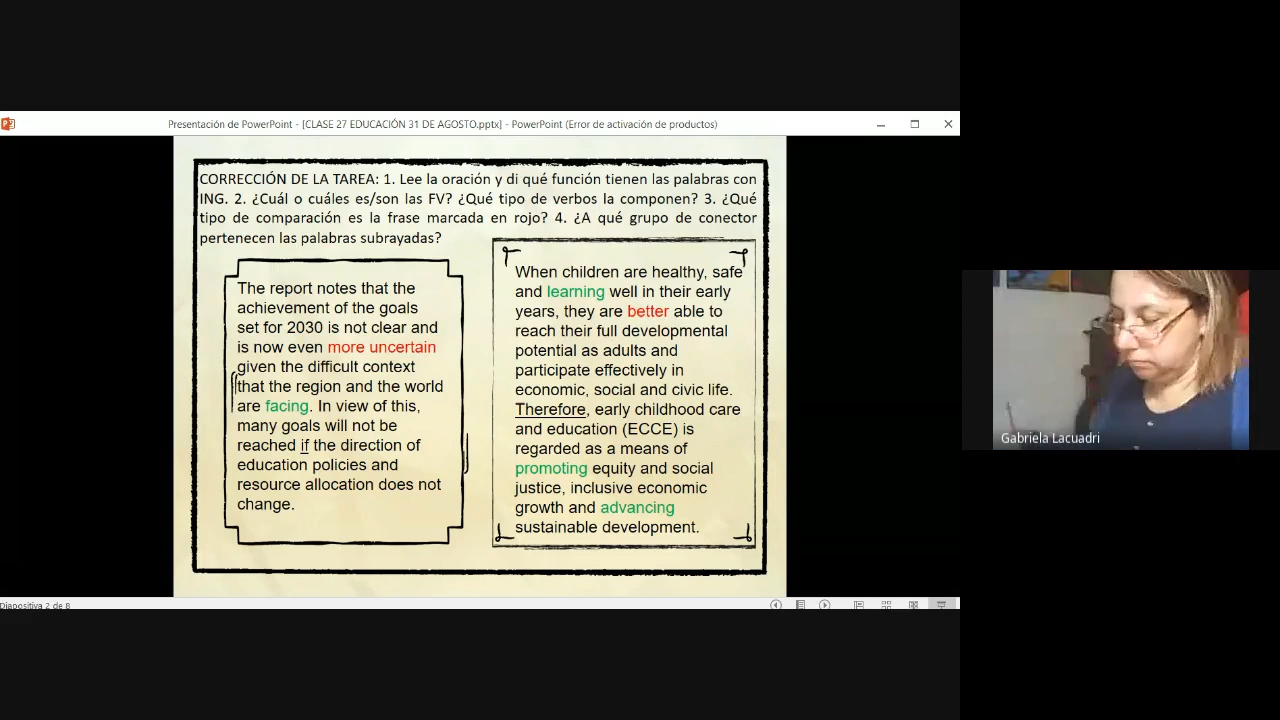 Presentación de PowerPoint - [CLASE 27 EDUCACIÓN 31 DE AGOSTO.pptx] - PowerPoint (Error de activación de productos)
CORRECCIÓN DE LA TAREA: 1. Lee la oración y di qué función tienen las palabras con
ING. 2. ¿Cuál o cuáles es/son las FV? ¿Qué tipo de verbos la componen? 3. ¿Qué
tipo de comparación es la frase marcada en rojo? 4. ¿A qué grupo de conector
pertenecen las palabras subrayadas?
The report notes that the
achievement of the goals
set for 2030 is not clear and
is now even more uncertain
given the difficult context
that the region and the world
are facing. In view of this,
many goals will not be
reached if the direction of
education policies and
resource allocation does not
change.
When children are healthy, safe
and learning well in their early
years, they are better able to
reach their full developmental
potential as adults and
participate effectively in
economic, social and civic life.
Therefore, early childhood care
and education (ECCE) is
regarded as a means of
promoting equity and social
justice, inclusive economic
growth and advancing
sustainable development.
Diapositiva 2 de 8
Gabriela Lacuadri